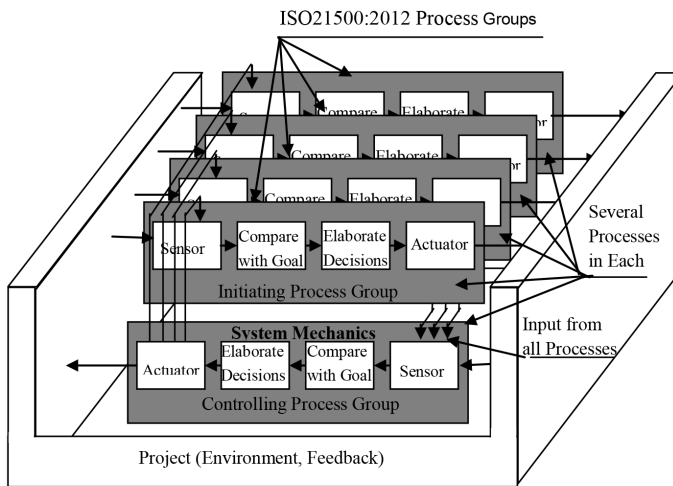 ISO21500:2012 Process Groups
Compare
Elaborate
Compare
Elaborate
Compare
Elaborate
Sensor
Compare
with Goal
Elaborate
Decisions
Actuator
Initiating Process Group
Several
Processes
in Each
System Mechanics
Input from
all Processes
Actuator
Elaborate
Decisions
Compare
with Goal
Sensor
Controlling Process Group
Project (Environment, Feedback)